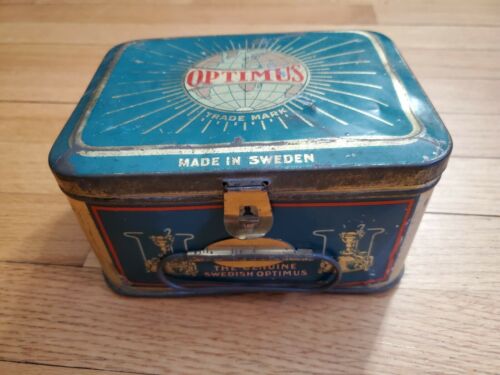 OPTIMUS
TRADE MARK
MADE IN SWEDEN
THE GENUINE
SWEDISH OPTIMUS